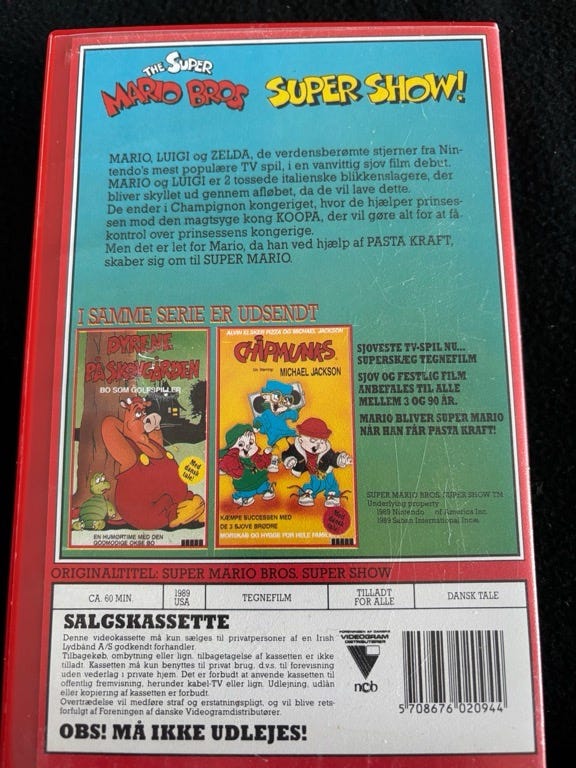 THE SUPER
MARIO BROS SUPER SHOW!
MARIO, LUIGI og ZELDA, de verdensberømte stjerner fra Nin-
tendo's mest populære TV spil, i en vanvittig sjov film debut.
MARIO og LUIGI er 2 tossede italienske blikkenslagere, der
bliver skyllet ud gennem afløbet, da de vil lave dette.
De ender i Champignon kongeriget, hvor de hjælper prinses-
sen mod den magtsyge kong KOOPA, der vil gøre alt for at få
kontrol over prinsessens kongerige.
Men det er let for Mario, da han ved hjælp af PASTA KRAFT,
skaber sig om til SUPER MARIO.
I SAMME SERIE ER UDSENDT
DYRENE
PÅ SKOVGÅRDEN
BO SOM GOLFSPILLER
Med
dansk
tale!
EN HUMORTIME MED DEN
GODMODIGE OKSE BO
ALVIN ELSKER PIZZA OG MICHAEL JACKSON
CHIPMUNKS
MICHAEL JACKSON
KÆMPE SUCCESSEN MED
DE 3 SJOVE BRØDRE
Med
dansk
tale!
MORSKAB OG HYGGE FOR HELE FAMILIEN
SJOVESTE TV-SPIL NU...
SUPERSKÆG TEGNEFILM
SJOV OG FESTLIG FILM
ANBEFALES TIL ALLE
MELLEM 3 OG 90 ÅR.
MARIO BLIVER SUPER MARIO
NÅR HAN FÅR PASTA KRAFT!
SUPER MARIO BROS. SUPER SHOW TM
Underlying property
1989 Nintendo of America Inc.
1989 Saban International Inc.
ORIGINALTITEL: SUPER MARIO BROS. SUPER SHOW
CA. 60 MIN.
1989
USA
TEGNEFILM
TILLADT
FOR ALLE
DANSK TALE
SALGSKASSETTE
Denne videokassette må kun sælges til privatpersoner af en Irish
Lydbånd A/S godkendt forhandler.
Tilbagekøb, ombytning eller lign. tilbagetagelse af kassetten er ikke
tilladt. Kassetten må kun benyttes til privat brug, d.v.s. til forevisning
uden vederlag i private hjem. Det er forbudt at anvende kassetten til
offentlig fremvisning, herunder kabel-TV eller lign. Udlejning, udlån
eller kopiering af kassetten er forbudt.
Overtrædelse vil medføre straf og erstatningspligt, og vil blive rets-
forfulgt af Foreningen af danske Videogramdistributører.
OBS! MÅ IKKE UDLEJES!
FORENINGEN AF DANSKE
VIDEOGRAM
DISTRIBUTØRER
ncb
5 708676 020944